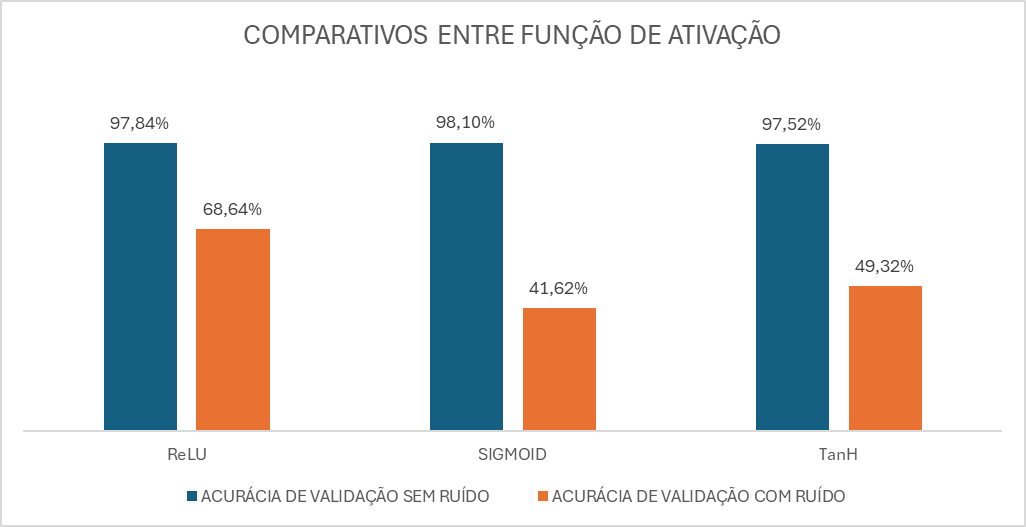 COMPARATIVOS ENTRE FUNÇÃO DE ATIVAÇÃO
97,84%
68,64%
98,10%
41,62%
97,52%
49,32%
ReLU
SIGMOID
TanH
ACURÁCIA DE VALIDAÇÃO SEM RUÍDO
ACURÁCIA DE VALIDAÇÃO COM RUÍDO